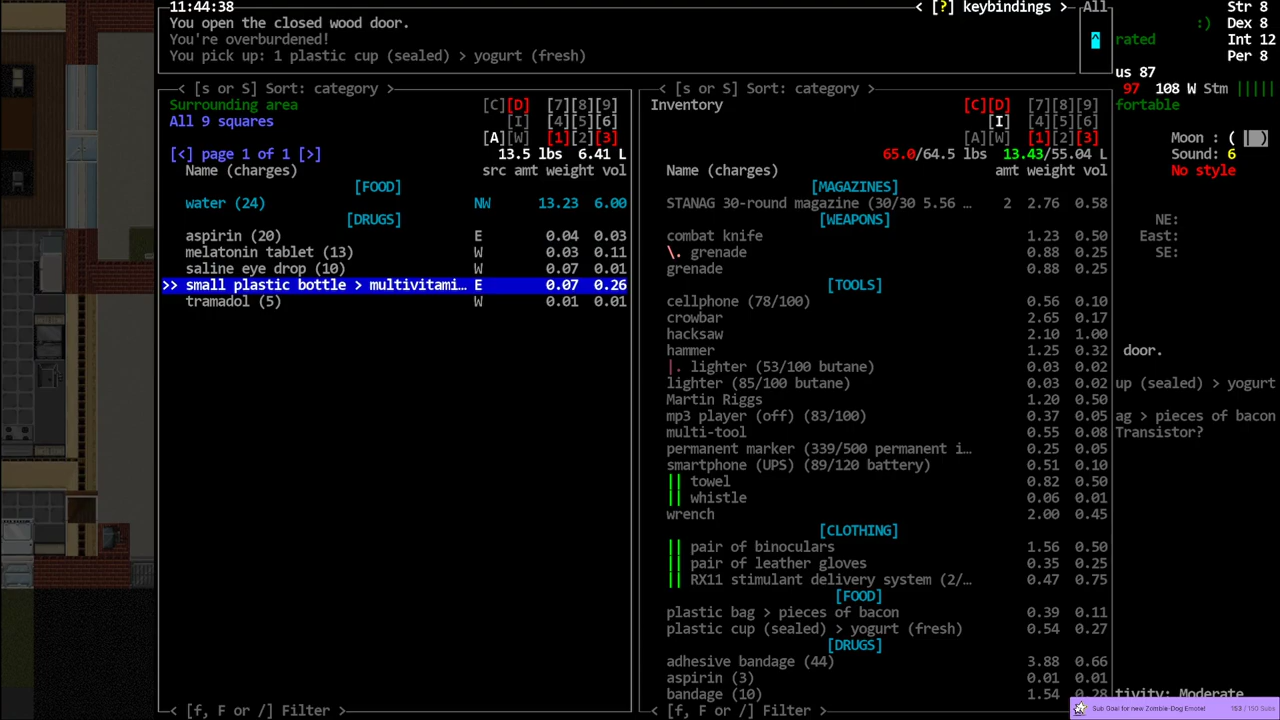 11:44:38
< [?] keybindings >
All
Str 8
You open the closed wood door.
:)
Dex 8
You're overburdened!
rated
Int 12
You pick up: 1 plastic cup (sealed) > yogurt (fresh)
Per 8
us 87
< [s or S] Sort: category >
< [s or S] Sort: category >
97 108 W Stm |||||
Surrounding area [C][D] [7][8][9]
Inventory [C][D] [7][8][9]
fortable
All 9 squares [I] [4][5][6]
[I] [4][5][6]
[A][W] [1][2][3]
[A][W] [1][2][3]
Moon : ( | )
[<] page 1 of 1 [>] 13.5 lbs 6.41 L
65.0/64.5 lbs 13.43/55.04 L
Sound: 6
Name (charges) src amt weight vol
Name (charges) amt weight vol
No style
[FOOD]
[MAGAZINES]
water (24) NW 13.23 6.00
STANAG 30-round magazine (30/30 5.56 … 2 2.76 0.58
[DRUGS]
[WEAPONS]
NE:
aspirin (20) E 0.04 0.03
combat knife 1.23 0.50
East:
melatonin tablet (13) W 0.03 0.11
\. grenade 0.88 0.25
SE:
saline eye drop (10) W 0.07 0.01
grenade 0.88 0.25
>> small plastic bottle > multivitami… E 0.07 0.26
[TOOLS]
tramadol (5) W 0.01 0.01
cellphone (78/100) 0.56 0.10
crowbar 2.65 0.17
hacksaw 2.10 1.00
hammer 1.25 0.32
door.
|. lighter (53/100 butane) 0.03 0.02
lighter (85/100 butane) 0.03 0.02
up (sealed) > yogurt
Martin Riggs 1.20 0.50
mp3 player (off) (83/100) 0.37 0.05
ag > pieces of bacon
multi-tool 0.55 0.08
Transistor?
permanent marker (339/500 permanent i… 0.25 0.05
smartphone (UPS) (89/120 battery) 0.51 0.10
|| towel 0.82 0.50
|| whistle 0.06 0.01
wrench 2.00 0.45
[CLOTHING]
|| pair of binoculars 1.56 0.50
|| pair of leather gloves 0.35 0.25
|| RX11 stimulant delivery system (2/… 0.47 0.75
[FOOD]
plastic bag > pieces of bacon 0.39 0.11
plastic cup (sealed) > yogurt (fresh) 0.54 0.27
[DRUGS]
adhesive bandage (44) 3.88 0.66
aspirin (3) 0.01 0.01
bandage (10) 1.54 0.28
tivity: Moderate
< [f, F or /] Filter >
< [f, F or /] Filter >
Sub Goal for new Zombie-Dog Emote! 153 / 150 Subs